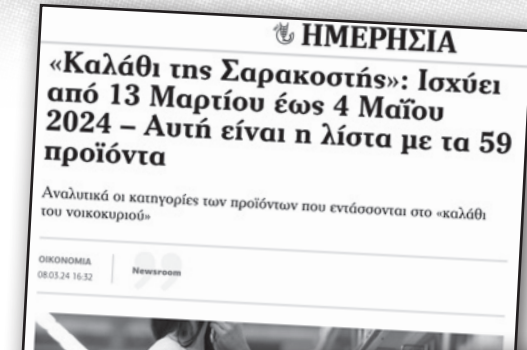 ΗΜΕΡΗΣΙΑ
«Καλάθι της Σαρακοστής»: Ισχύει
από 13 Μαρτίου έως 4 Μαΐου
2024 – Αυτή είναι η λίστα με τα 59
προϊόντα
Αναλυτικά οι κατηγορίες των προϊόντων που εντάσσονται στο «καλάθι
του νοικοκυριού»
ΟΙΚΟΝΟΜΙΑ
08.03.24 16:32
Newsroom